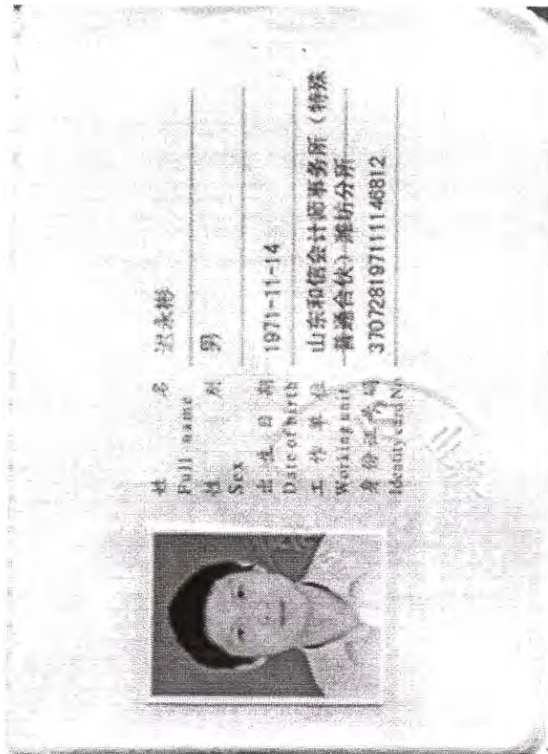 姓 名 迟永彬
Full name
性 别 男
Sex
出 生 日 期 1971-11-14
Date of birth
工 作 单 位 山东和信会计师事务所（特殊
Working unit 普通合伙）潍坊分所
身 份 证 号 码 370728197111146812
Identity card No.